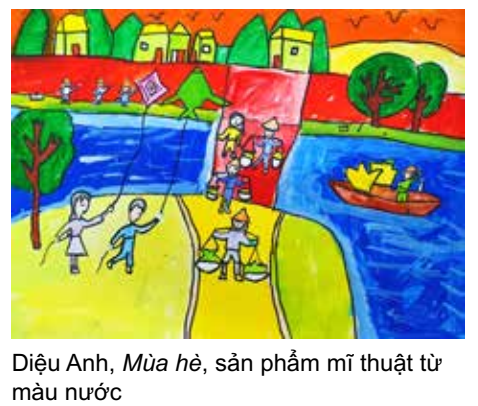 Diệu Anh, Mùa hè, sản phẩm mĩ thuật từ
màu nước